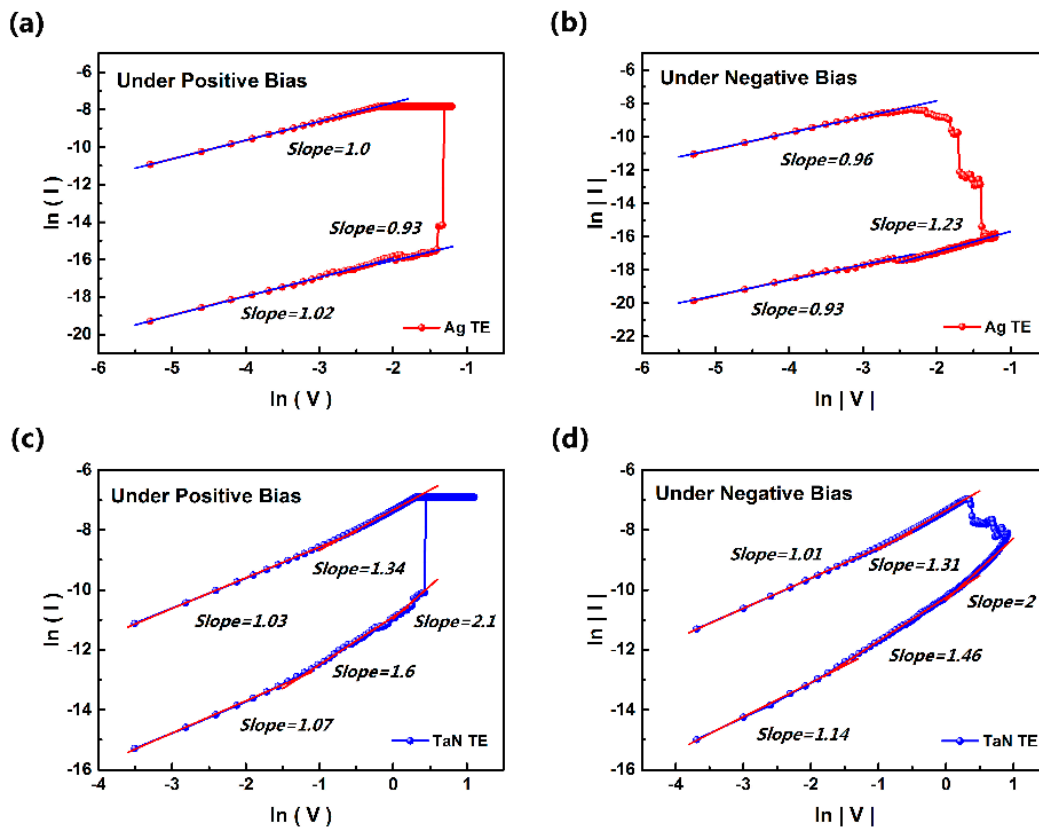 (a)
Under Positive Bias
-6
-8
-10
-12
-14
-16
-18
-20
ln ( I )
Slope=1.0
Slope=0.93
Slope=1.02
Ag TE
-6
-5
-4
-3
-2
-1
ln ( V )
(b)
Under Negative Bias
-6
-8
-10
-12
-14
-16
-18
-20
-22
ln | I |
Slope=0.96
Slope=1.23
Slope=0.93
Ag TE
-6
-5
-4
-3
-2
-1
ln | V |
(c)
Under Positive Bias
-6
-8
-10
-12
-14
-16
ln ( I )
Slope=1.34
Slope=1.03
Slope=2.1
Slope=1.6
Slope=1.07
TaN TE
-4
-3
-2
-1
0
1
ln ( V )
(d)
Under Negative Bias
-6
-8
-10
-12
-14
-16
ln | I |
Slope=1.01
Slope=1.31
Slope=2
Slope=1.46
Slope=1.14
TaN TE
-4
-3
-2
-1
0
1
ln | V |